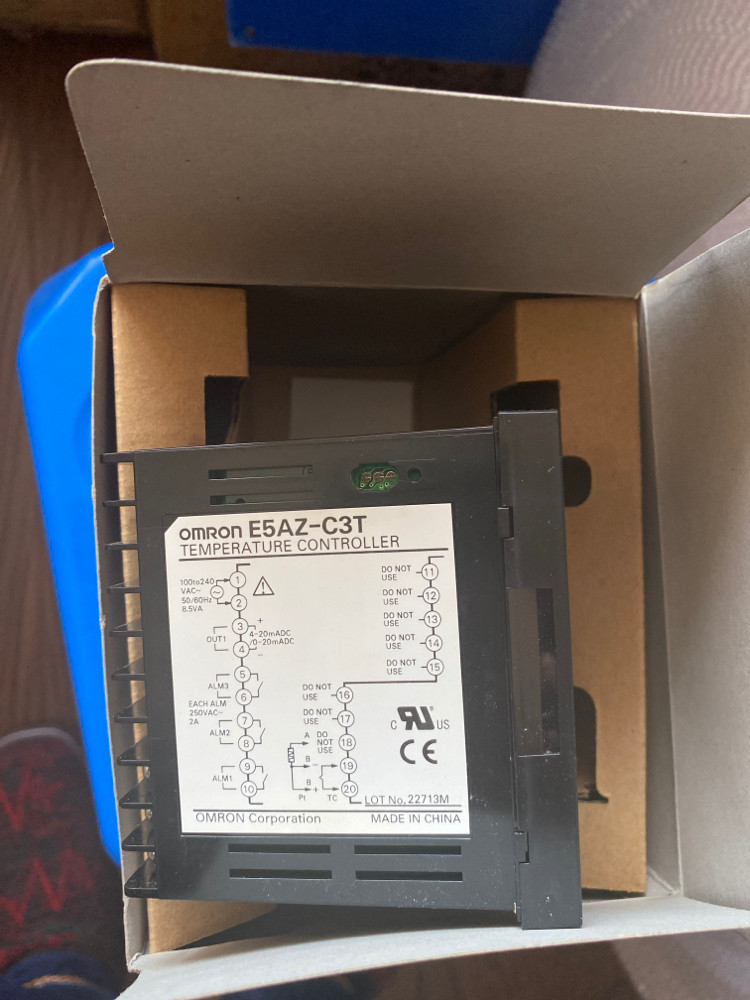 OMRON E5AZ-C3T
TEMPERATURE CONTROLLER
100to240
VAC~
50/60Hz
8.5VA
1
2
OUT1
3
4
+
4-20mADC
/0-20mADC
−
ALM3
5
6
EACH ALM
250VAC~
2A
ALM2
7
8
ALM1
9
10
DO NOT
USE
11
DO NOT
USE
12
DO NOT
USE
13
DO NOT
USE
14
DO NOT
USE
15
DO NOT
USE
16
DO NOT
USE
17
A
DO
NOT
USE
18
B
−
19
B
+
20
Pt
TC
c RU US
CE
LOT No. 22713M
OMRON Corporation
MADE IN CHINA